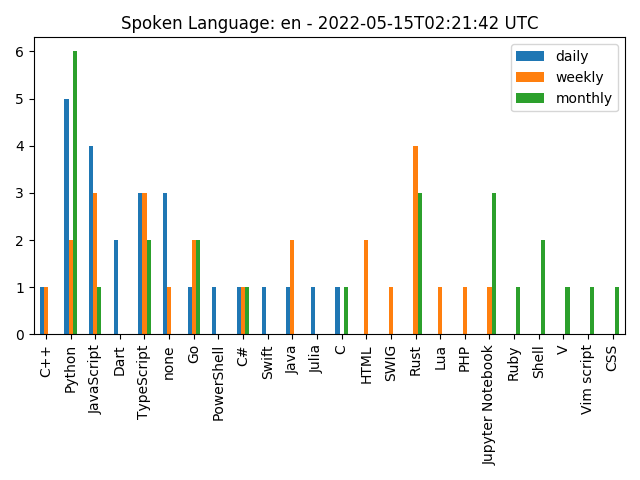 Spoken Language: en - 2022-05-15T02:21:42 UTC
daily
weekly
monthly
6
5
4
3
2
1
0
C++
Python
JavaScript
Dart
TypeScript
none
Go
PowerShell
C#
Swift
Java
Julia
C
HTML
SWIG
Rust
Lua
PHP
Jupyter Notebook
Ruby
Shell
V
Vim script
CSS